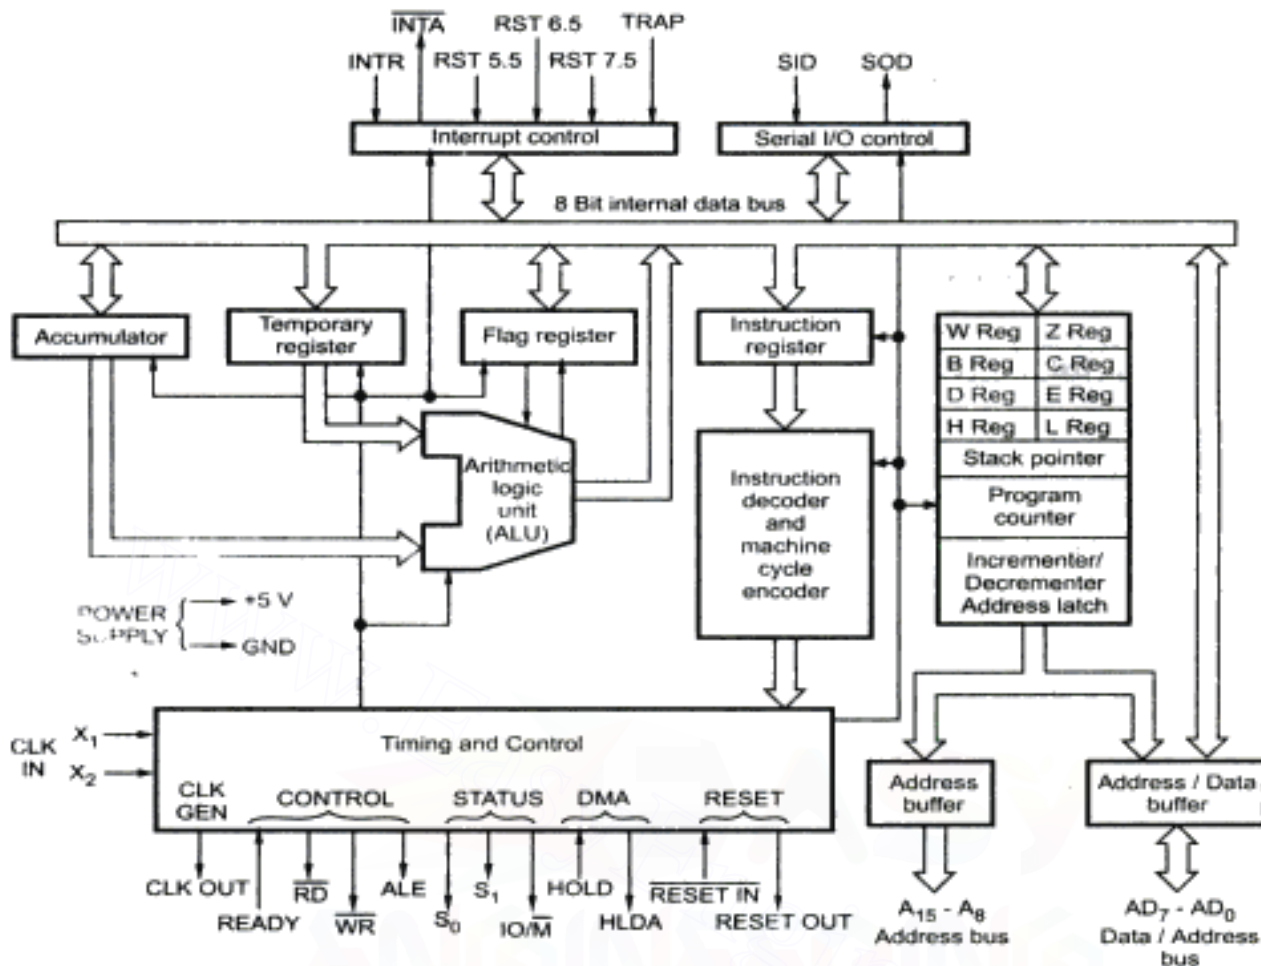 INTA
RST 6.5
TRAP
INTR
RST 5.5
RST 7.5
SID
SOD
Interrupt control
Serial I/O control
8 Bit internal data bus
Accumulator
Temporary
register
Flag register
Instruction
register
W Reg
Z Reg
B Reg
C Reg
D Reg
E Reg
H Reg
L Reg
Stack pointer
Program
counter
Incrementer/
Decrementer
Address latch
Arithmetic
logic
unit
(ALU)
Instruction
decoder
and
machine
cycle
encoder
POWER
SUPPLY
+5 V
GND
CLK
IN
X1
X2
Timing and Control
CLK
GEN
CONTROL
STATUS
DMA
RESET
Address
buffer
Address / Data
buffer
CLK OUT
READY
RD
WR
ALE
S0
S1
IO/M
HOLD
HLDA
RESET IN
RESET OUT
A15 - A8
Address bus
AD7 - AD0
Data / Address
bus